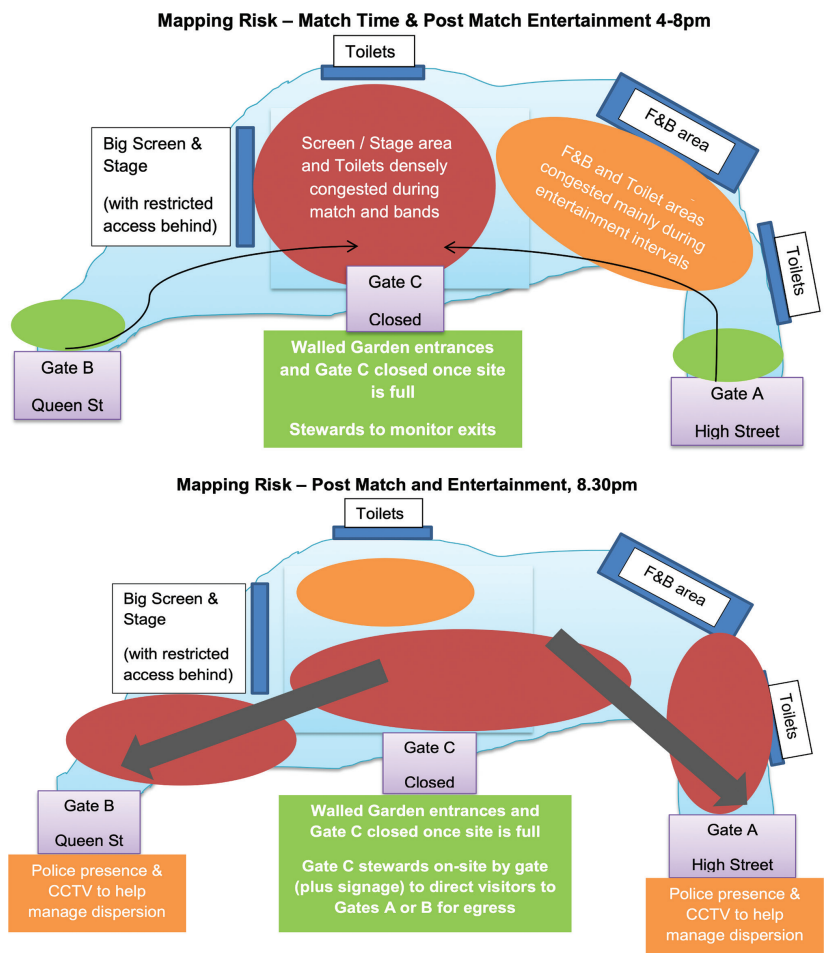 Mapping Risk – Match Time & Post Match Entertainment 4-8pm
Toilets
Big Screen &
Stage
(with restricted
access behind)
Screen / Stage area
and Toilets densely
congested during
match and bands
F&B area
F&B and Toilet areas
congested mainly during
entertainment intervals
Toilets
Gate C
Closed
Gate B
Queen St
Walled Garden entrances
and Gate C closed once site
is full
Stewards to monitor exits
Gate A
High Street
Mapping Risk – Post Match and Entertainment, 8.30pm
Toilets
Big Screen &
Stage
(with restricted
access behind)
F&B area
Toilets
Gate C
Closed
Gate B
Queen St
Police presence &
CCTV to help
manage dispersion
Walled Garden entrances and
Gate C closed once site is full
Gate C stewards on-site by gate
(plus signage) to direct visitors to
Gates A or B for egress
Gate A
High Street
Police presence &
CCTV to help
manage dispersion